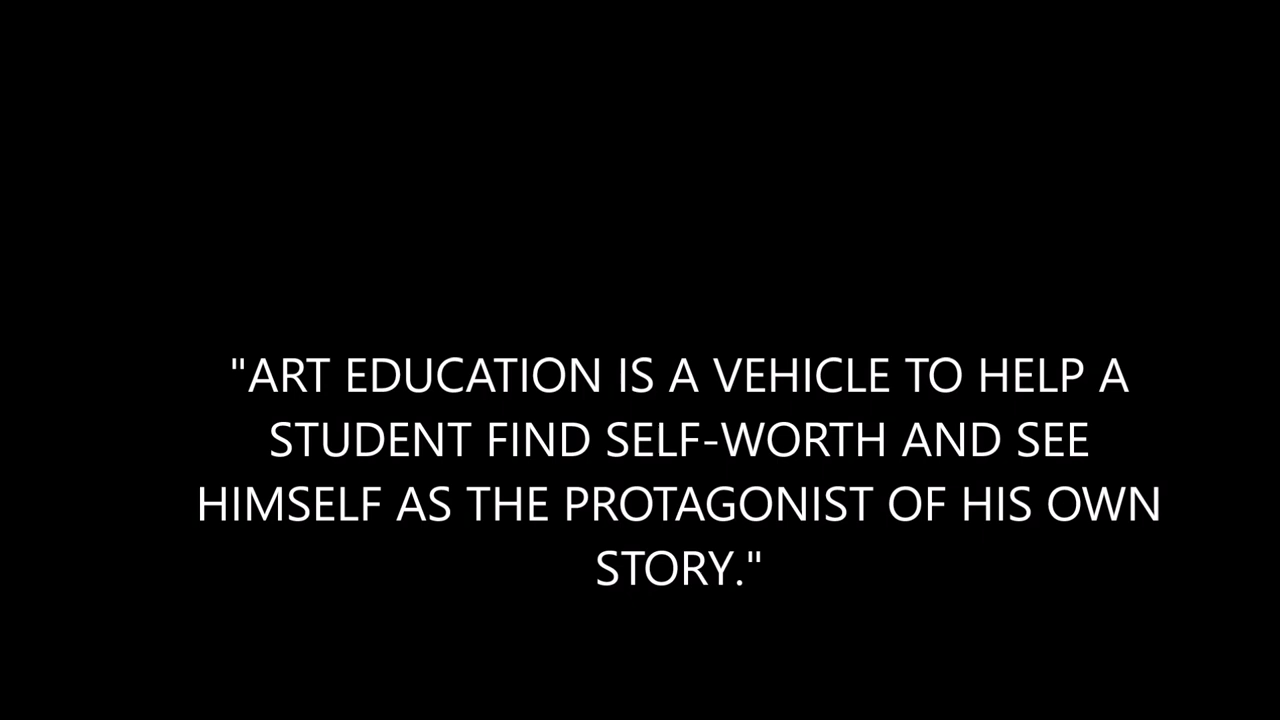 "ART EDUCATION IS A VEHICLE TO HELP A
STUDENT FIND SELF-WORTH AND SEE
HIMSELF AS THE PROTAGONIST OF HIS OWN
STORY."